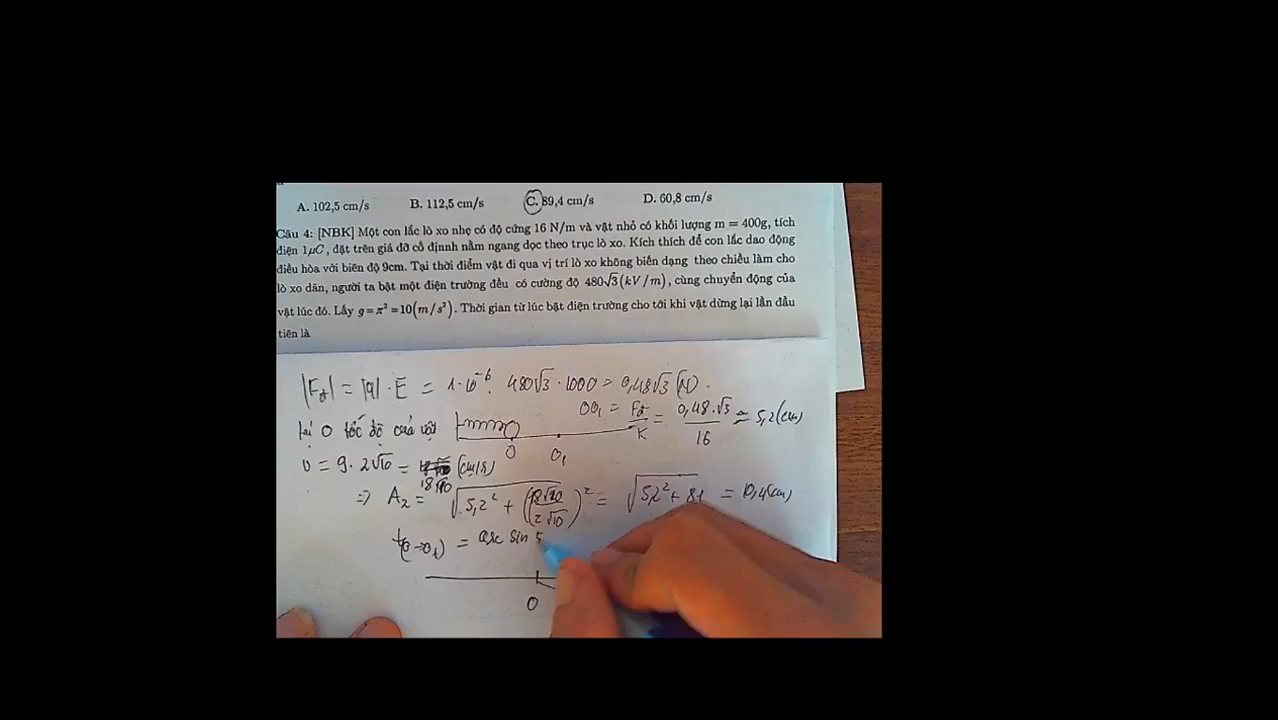 A. 102,5 cm/s B. 112,5 cm/s C. 89,4 cm/s D. 60,8 cm/s
Câu 4: [NBK] Một con lắc lò xo nhẹ có độ cứng 16 N/m và vật nhỏ có khối lượng m = 400g, tích
điện 1μC, đặt trên giá đỡ cố địnnh nằm ngang dọc theo trục lò xo. Kích thích để con lắc dao động
điều hòa với biên độ 9cm. Tại thời điểm vật đi qua vị trí lò xo không biến dạng theo chiều làm cho
lò xo dãn, người ta bật một điện trường đều có cường độ 480√3(kV/m), cùng chuyển động của
vật lúc đó. Lấy g=π²=10(m/s²). Thời gian từ lúc bật điện trường cho tới khi vật dừng lại lần đầu
tiên là
|Fđ| = |q|.E = 1.10⁻⁶. 480√3.1000 = 0,48√3 (N).
OO₁ = Fđ/K = 0,48.√3/16 ≈ 5,2(cm)
tại O tốc độ của vật
O O₁
v = 9.2√10 = 18√10 (cm/s)
⇒ A₂ = √(5,2² + (18√10/2√10)²) = √(5,2² + 81) = 10,4(cm)
t(O→O₁) = arc sin 5
O